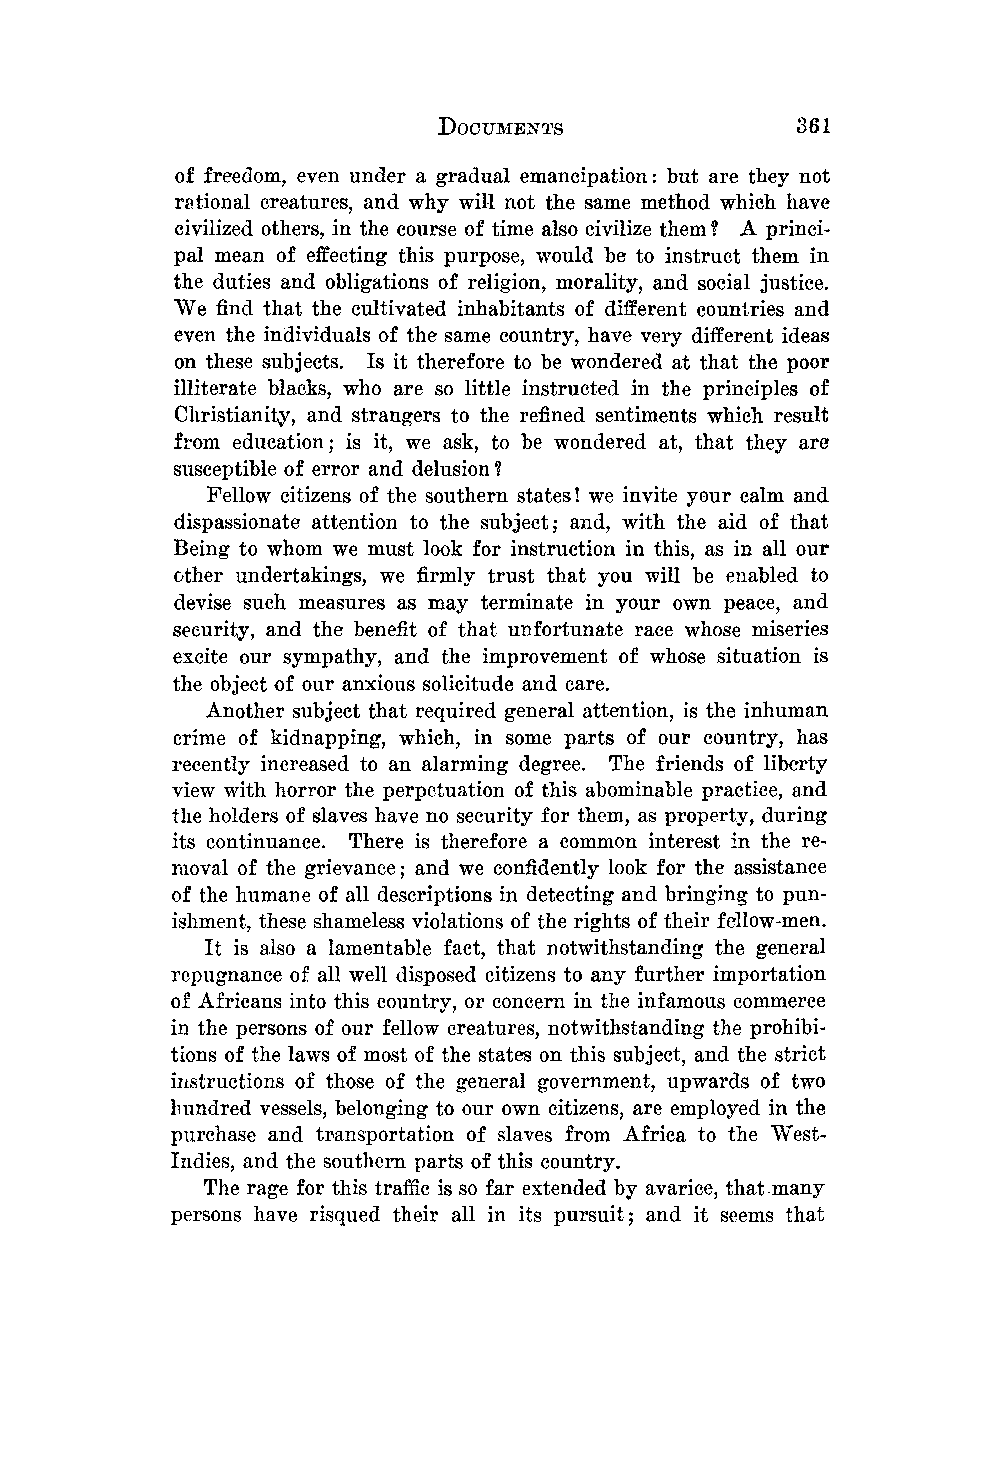 DOCUMENTS 361
of freedom, even under a gradual emancipation: but are they not
rational creatures, and why will not the same method which have
civilized others, in the course of time also civilize them? A princi-
pal mean of effecting this purpose, would be to instruct them in
the duties and obligations of religion, morality, and social justice.
We find that the cultivated inhabitants of different countries and
even the individuals of the same country, have very different ideas
on these subjects. Is it therefore to be wondered at that the poor
illiterate blacks, who are so little instructed in the principles of
Christianity, and strangers to the refined sentiments which result
from education; is it, we ask, to be wondered at, that they are
susceptible of error and delusion?
Fellow citizens of the southern states! we invite your calm and
dispassionate attention to the subject; and, with the aid of that
Being to whom we must look for instruction in this, as in all our
other undertakings, we firmly trust that you will be enabled to
devise such measures as may terminate in your own peace, and
security, and the benefit of that unfortunate race whose miseries
excite our sympathy, and the improvement of whose situation is
the object of our anxious solicitude and care.
Another subject that required general attention, is the inhuman
crime of kidnapping, which, in some parts of our country, has
recently increased to an alarming degree. The friends of liberty
view with horror the perpetuation of this abominable practice, and
the holders of slaves have no security for them, as property, during
its continuance. There is therefore a common interest in the re-
moval of the grievance; and we confidently look for the assistance
of the humane of all descriptions in detecting and bringing to pun-
ishment, these shameless violations of the rights of their fellow-men.
It is also a lamentable fact, that notwithstanding the general
repugnance of all well disposed citizens to any further importation
of Africans into this country, or concern in the infamous commerce
in the persons of our fellow creatures, notwithstanding the prohibi-
tions of the laws of most of the states on this subject, and the strict
instructions of those of the general government, upwards of two
hundred vessels, belonging to our own citizens, are employed in the
purchase and transportation of slaves from Africa to the West-
Indies, and the southern parts of this country.
The rage for this traffic is so far extended by avarice, that many
persons have risqued their all in its pursuit; and it seems that